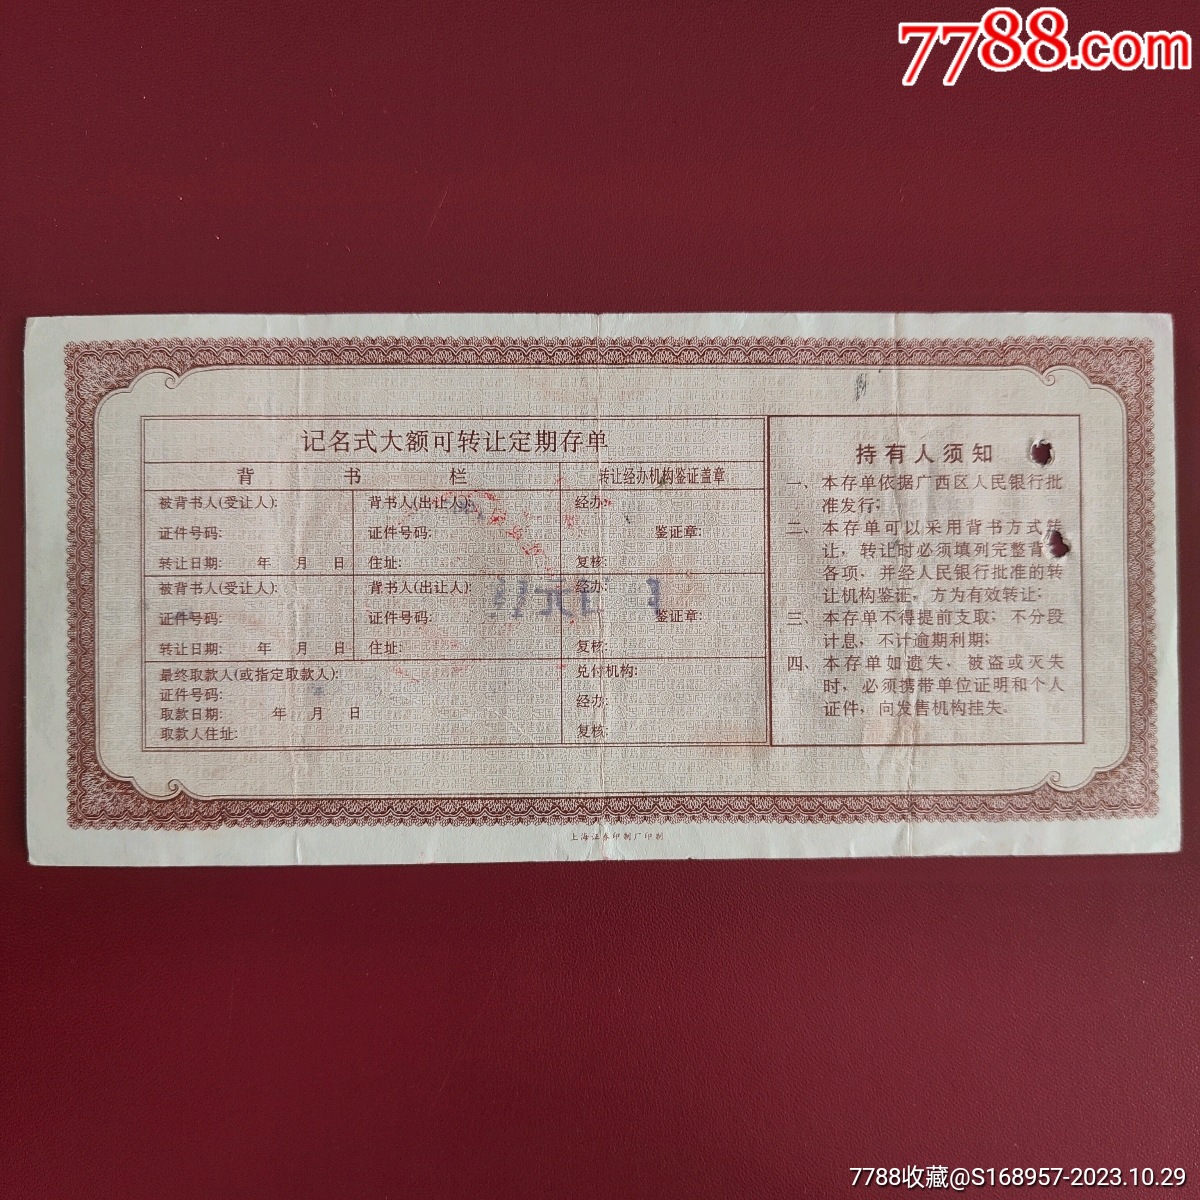 7788.com
记名式大额可转让定期存单
背 书 栏
转让经办机构鉴证盖章
被背书人(受让人):
背书人(出让人):
经办:
证件号码:
证件号码:
鉴证章:
转让日期: 年 月 日
住址:
复核:
被背书人(受让人):
背书人(出让人):
经办:
证件号码:
证件号码:
鉴证章:
转让日期: 年 月 日
住址:
复核:
最终取款人(或指定取款人):
兑付机构:
证件号码:
经办:
取款日期: 年 月 日
取款人住址:
复核:
持有人须知
一、本存单依据广西区人民银行批
准发行;
二、本存单可以采用背书方式转
让，转让时必须填列完整背
各项，并经人民银行批准的转
让机构鉴证，方为有效转让;
三、本存单不得提前支取; 不分段
计息，不计逾期利期;
四、本存单如遗失，被盗或灭失
时，必须携带单位证明和个人
证件，向发售机构挂失。
上海证券印制厂印制
7788收藏@S168957-2023.10.29